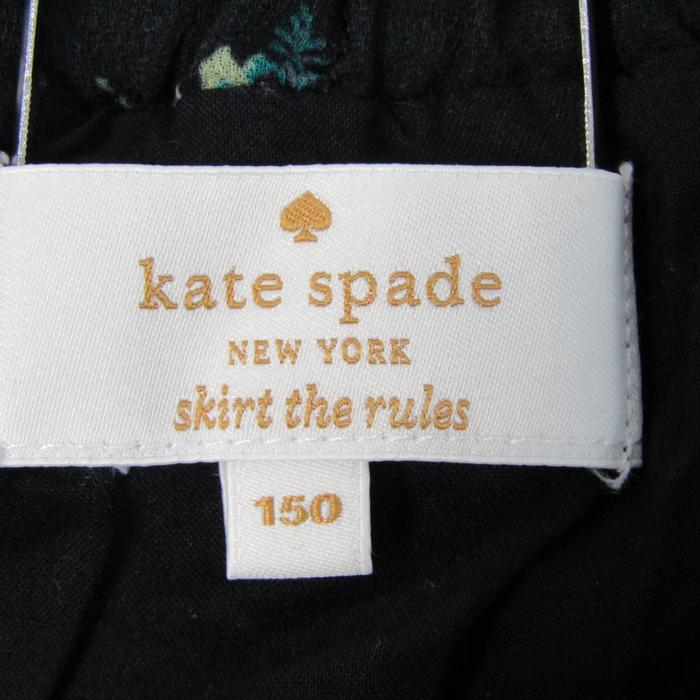 kate spade
NEW YORK
skirt the rules
150